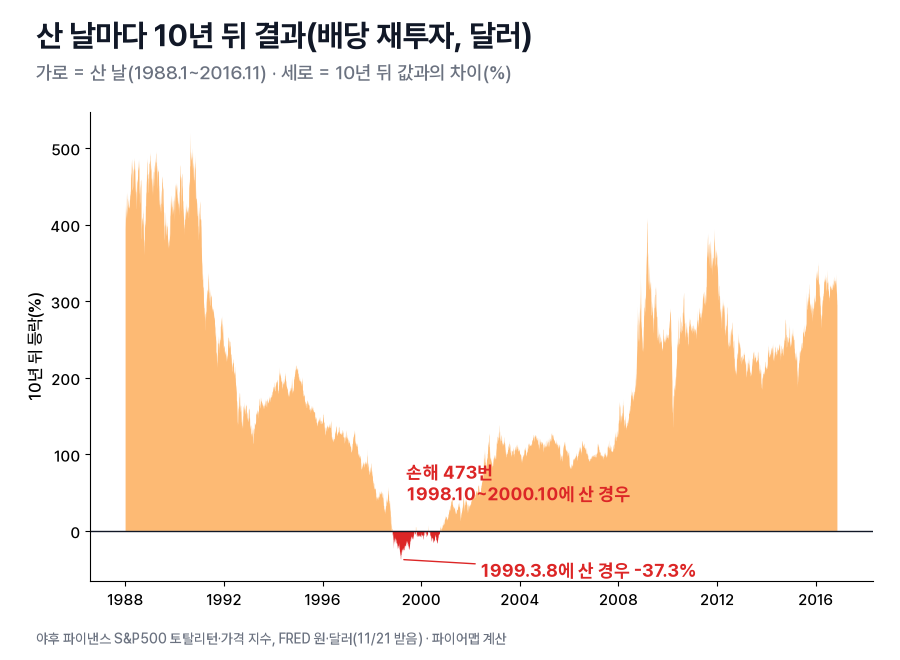 산 날마다 10년 뒤 결과(배당 재투자, 달러)
가로 = 산 날(1988.1~2016.11) · 세로 = 10년 뒤 값과의 차이(%)
10년 뒤 등락(%)
500
400
300
200
100
0
손해 473번
1998.10~2000.10에 산 경우
1999.3.8에 산 경우 -37.3%
1988 1992 1996 2000 2004 2008 2012 2016
야후 파이낸스 S&P500 토탈리턴·가격 지수, FRED 원·달러(11/21 받음) · 파이어맵 계산